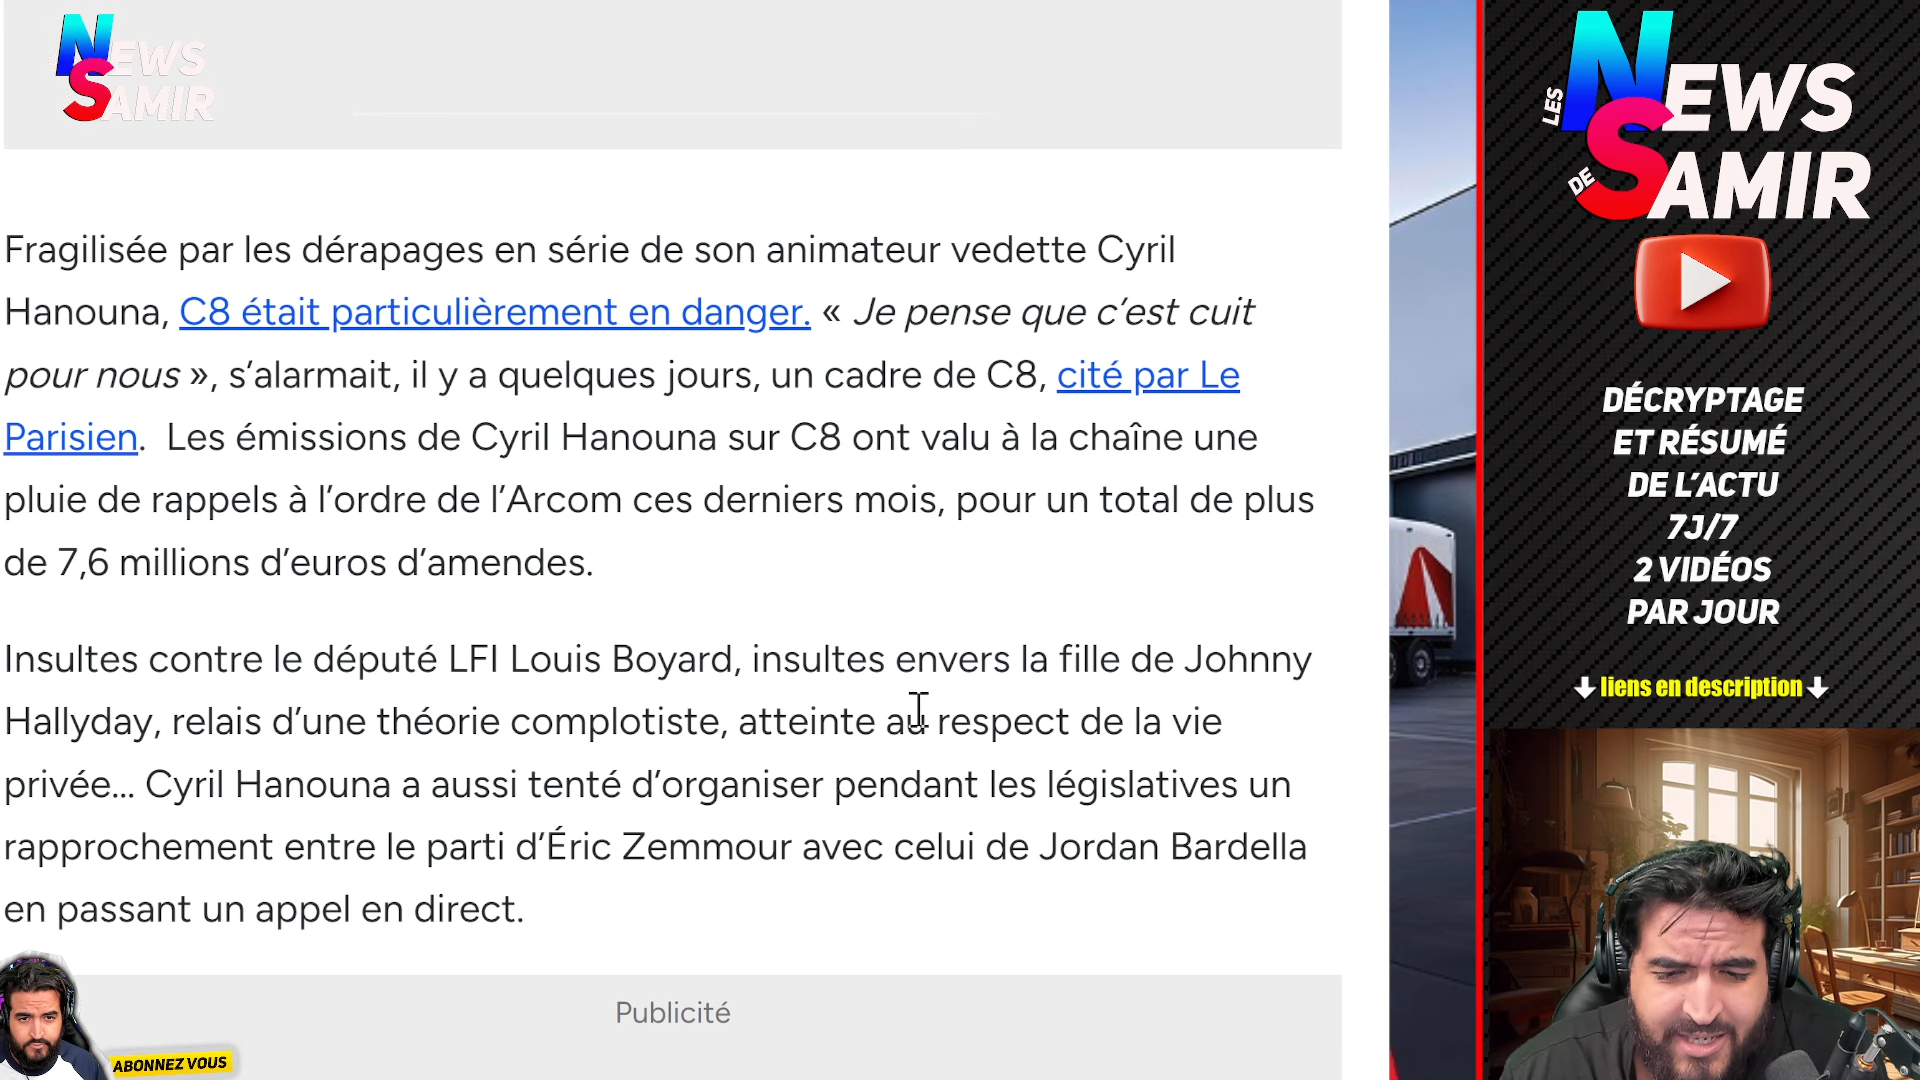 NEWS
SAMIR
Fragilisée par les dérapages en série de son animateur vedette Cyril
Hanouna, C8 était particulièrement en danger. « Je pense que c’est cuit
pour nous », s’alarmait, il y a quelques jours, un cadre de C8, cité par Le
Parisien. Les émissions de Cyril Hanouna sur C8 ont valu à la chaîne une
pluie de rappels à l’ordre de l’Arcom ces derniers mois, pour un total de plus
de 7,6 millions d’euros d’amendes.
Insultes contre le député LFI Louis Boyard, insultes envers la fille de Johnny
Hallyday, relais d’une théorie complotiste, atteinte au respect de la vie
privée... Cyril Hanouna a aussi tenté d’organiser pendant les législatives un
rapprochement entre le parti d’Éric Zemmour avec celui de Jordan Bardella
en passant un appel en direct.
Publicité
ABONNEZ VOUS
LES
NEWS
DE
SAMIR
DÉCRYPTAGE
ET RÉSUMÉ
DE L’ACTU
7J/7
2 VIDÉOS
PAR JOUR
liens en description